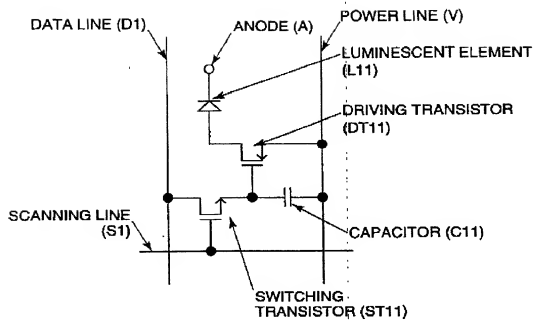 DATA LINE (D1)
ANODE (A)
POWER LINE (V)
LUMINESCENT ELEMENT
(L11)
DRIVING TRANSISTOR
(DT11)
SCANNING LINE
(S1)
CAPACITOR (C11)
SWITCHING
TRANSISTOR (ST11)